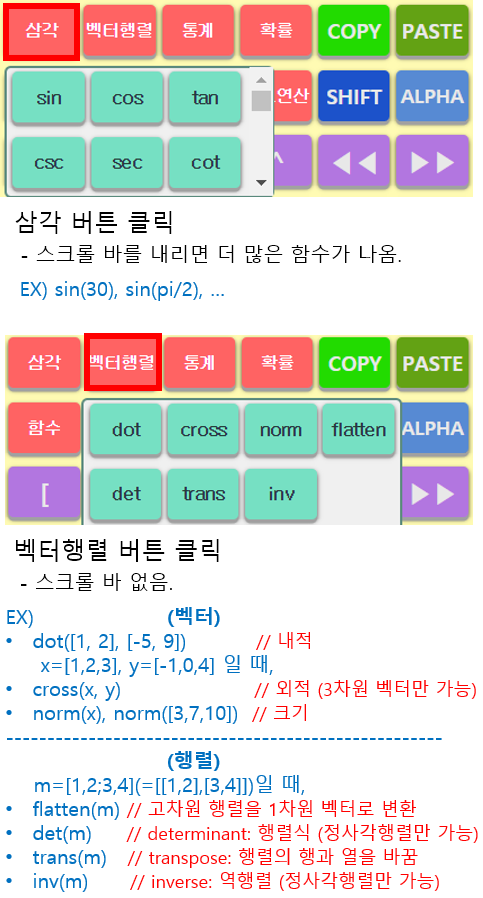 삼각 벡터행렬 통계 확률 COPY PASTE
sin cos tan
연산 SHIFT ALPHA
csc sec cot
^ ◀◀ ▶▶
삼각 버튼 클릭
- 스크롤 바를 내리면 더 많은 함수가 나옴.
EX) sin(30), sin(pi/2), ...
삼각 벡터행렬 통계 확률 COPY PASTE
함수 dot cross norm flatten ALPHA
[ det trans inv ▶▶
벡터행렬 버튼 클릭
- 스크롤 바 없음.
EX) (벡터)
• dot([1, 2], [-5, 9]) // 내적
x=[1,2,3], y=[-1,0,4] 일 때,
• cross(x, y) // 외적 (3차원 벡터만 가능)
• norm(x), norm([3,7,10]) // 크기
-----------------------------------------------------
(행렬)
m=[1,2;3,4](=[[1,2],[3,4]])일 때,
• flatten(m) // 고차원 행렬을 1차원 벡터로 변환
• det(m) // determinant: 행렬식 (정사각행렬만 가능)
• trans(m) // transpose: 행렬의 행과 열을 바꿈
• inv(m) // inverse: 역행렬 (정사각행렬만 가능)